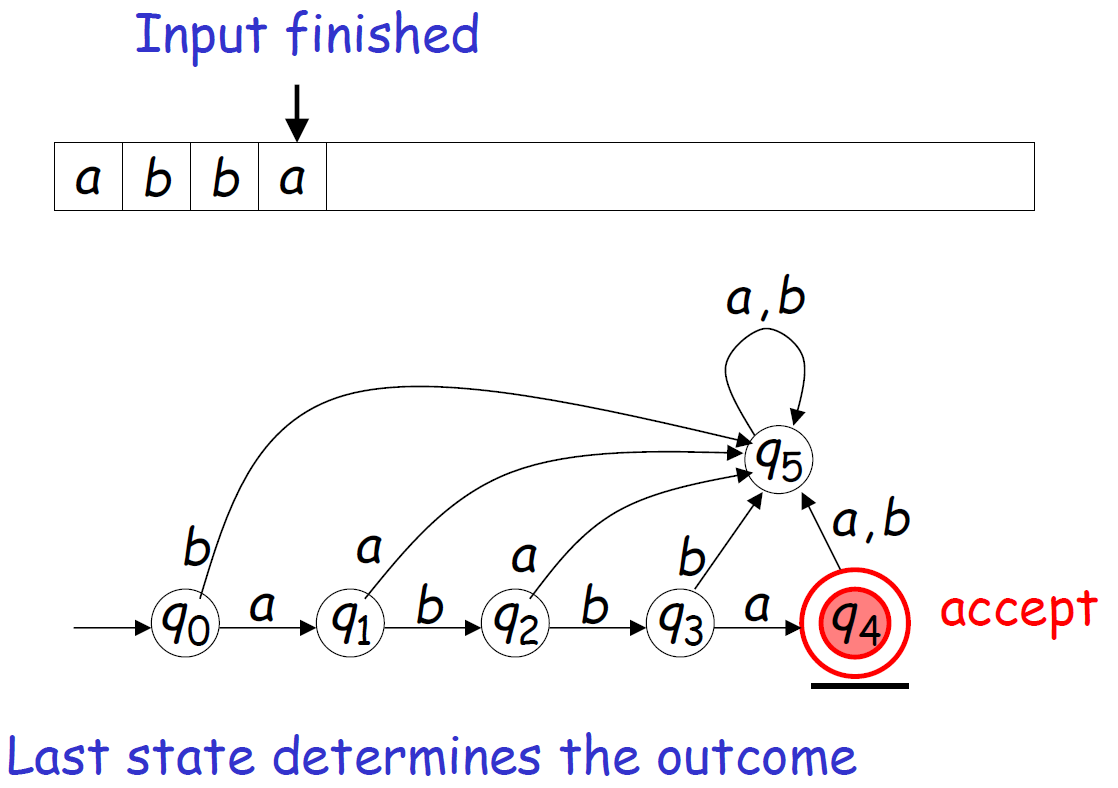 Input finished
a b b a
a,b
q5
b a a b a,b
q0 a q1 b q2 b q3 a q4 accept
Last state determines the outcome